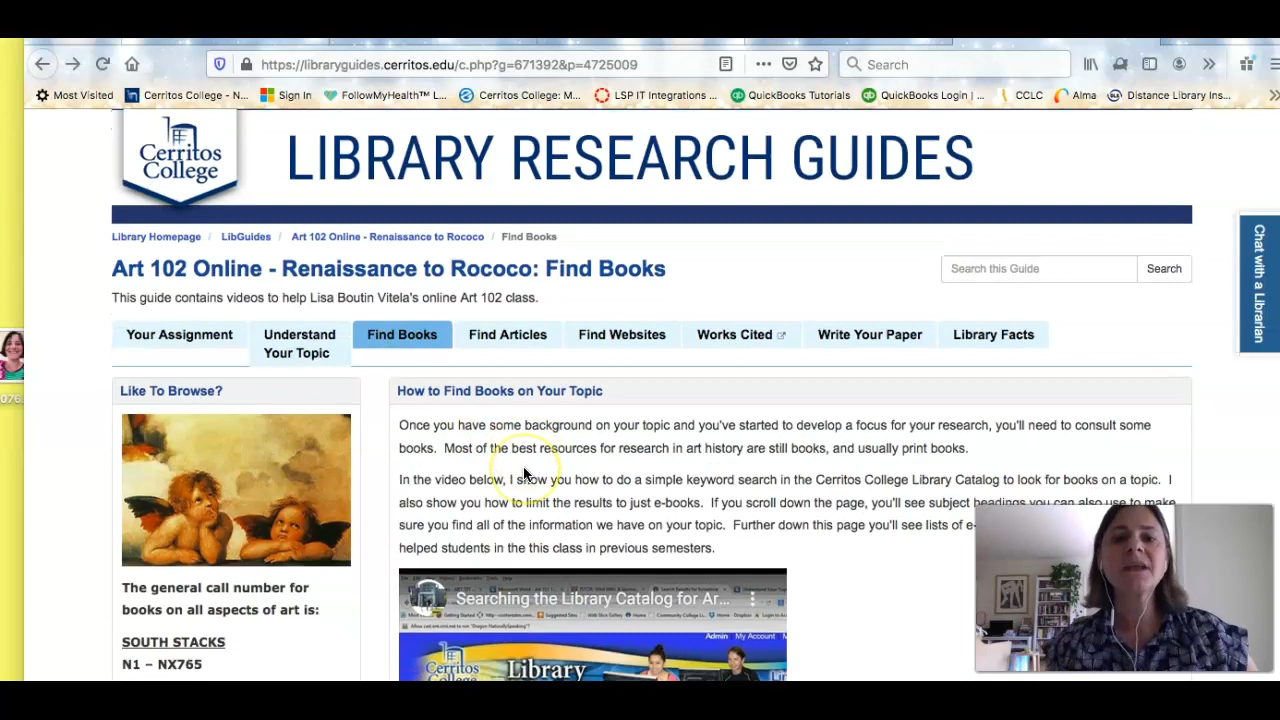 https://libraryguides.cerritos.edu/c.php?g=671392&p=4725009
Search
Most Visited
Cerritos College - N...
Sign In
FollowMyHealth™ L...
Cerritos College: M...
LSP IT Integrations ...
QuickBooks Tutorials
QuickBooks Login | ...
CCLC
Alma
Distance Library Ins...
Cerritos College
LIBRARY RESEARCH GUIDES
Library Homepage / LibGuides / Art 102 Online - Renaissance to Rococo / Find Books
Art 102 Online - Renaissance to Rococo: Find Books
Search this Guide
Search
Chat with a Librarian
This guide contains videos to help Lisa Boutin Vitela's online Art 102 class.
Your Assignment
Understand Your Topic
Find Books
Find Articles
Find Websites
Works Cited
Write Your Paper
Library Facts
Like To Browse?
The general call number for
books on all aspects of art is:
SOUTH STACKS
N1 – NX765
How to Find Books on Your Topic
Once you have some background on your topic and you've started to develop a focus for your research, you'll need to consult some
books. Most of the best resources for research in art history are still books, and usually print books.
In the video below, I show you how to do a simple keyword search in the Cerritos College Library Catalog to look for books on a topic. I
also show you how to limit the results to just e-books. If you scroll down the page, you'll see subject headings you can also use to make
sure you find all of the information we have on your topic. Further down this page you'll see lists of e-
helped students in the this class in previous semesters.
Searching the Library Catalog for Ar...
Admin My Account
Cerritos College
Library
076.